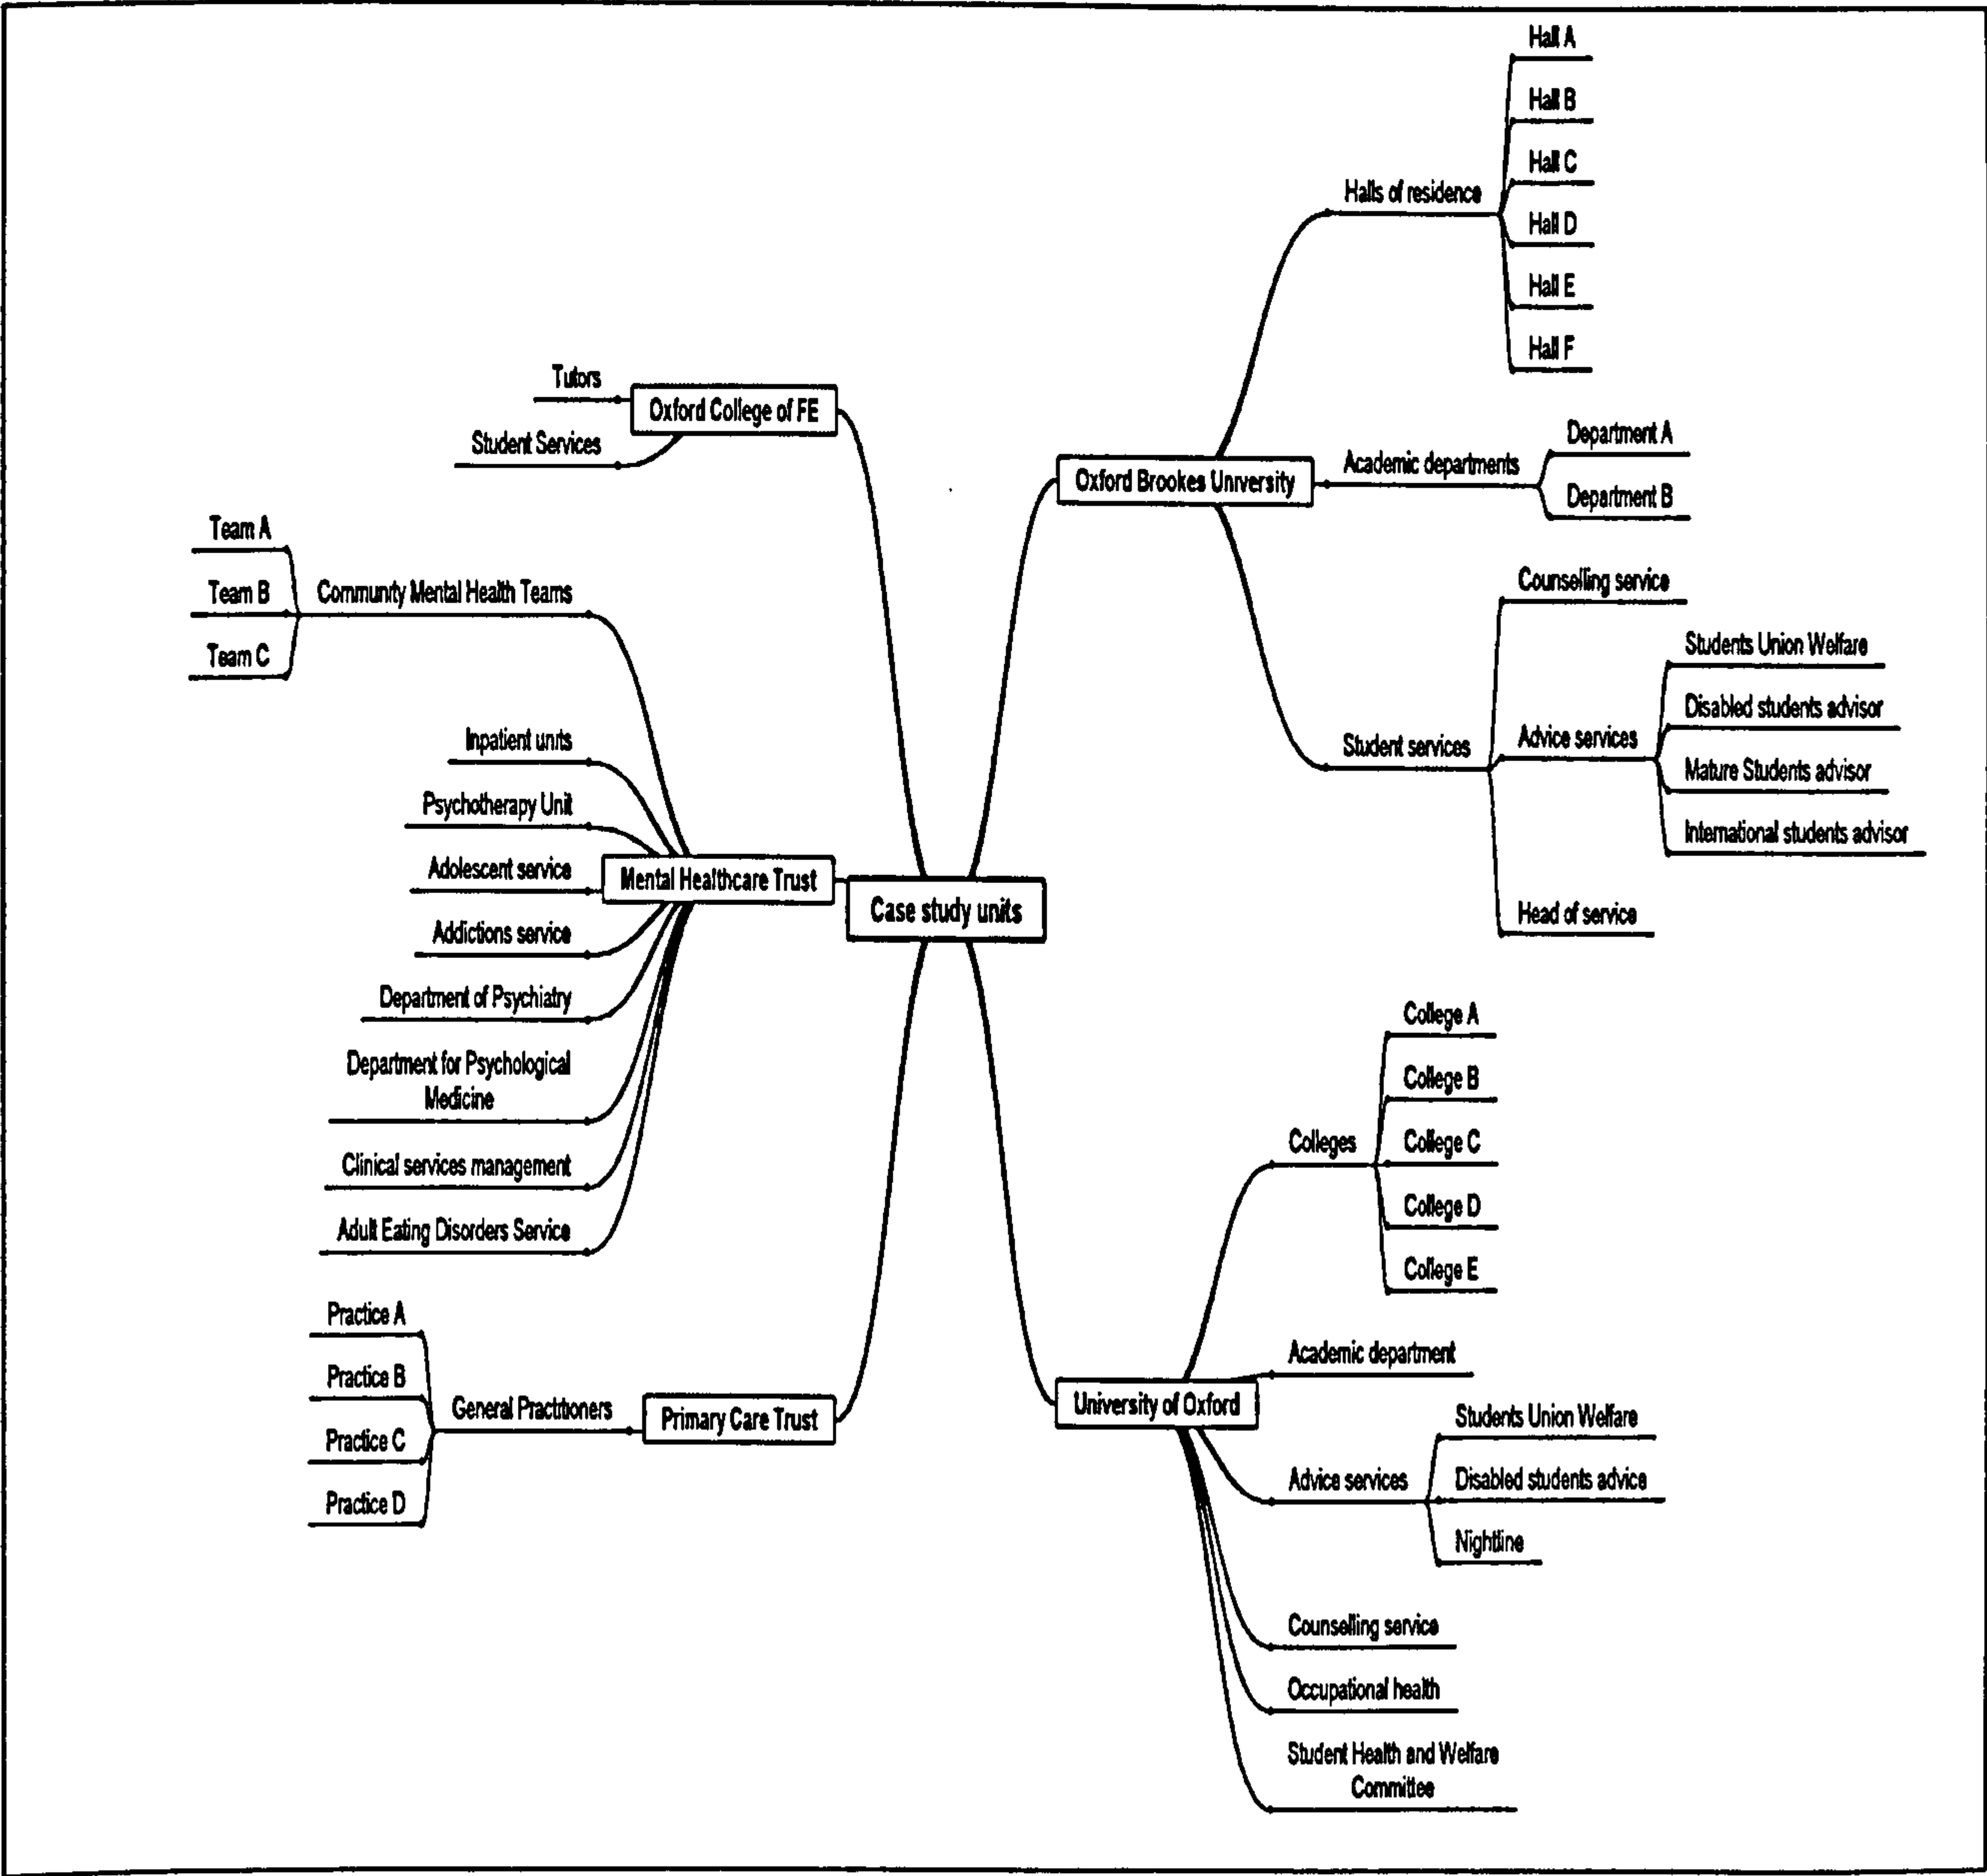 Case study units
Oxford College of FE
Tutors
Student Services
Mental Healthcare Trust
Community Mental Health Teams
Team A
Team B
Team C
Inpatient units
Psychotherapy Unit
Adolescent service
Addictions service
Department of Psychiatry
Department for Psychological
Medicine
Clinical services management
Adult Eating Disorders Service
Primary Care Trust
General Practitioners
Practice A
Practice B
Practice C
Practice D
Oxford Brookes University
Halls of residence
Hall A
Hall B
Hall C
Hall D
Hall E
Hall F
Academic departments
Department A
Department B
Student services
Counselling service
Advice services
Students Union Welfare
Disabled students advisor
Mature Students advisor
International students advisor
Head of service
University of Oxford
Colleges
College A
College B
College C
College D
College E
Academic department
Advice services
Students Union Welfare
Disabled students advice
Nightline
Counselling service
Occupational health
Student Health and Welfare
Committee